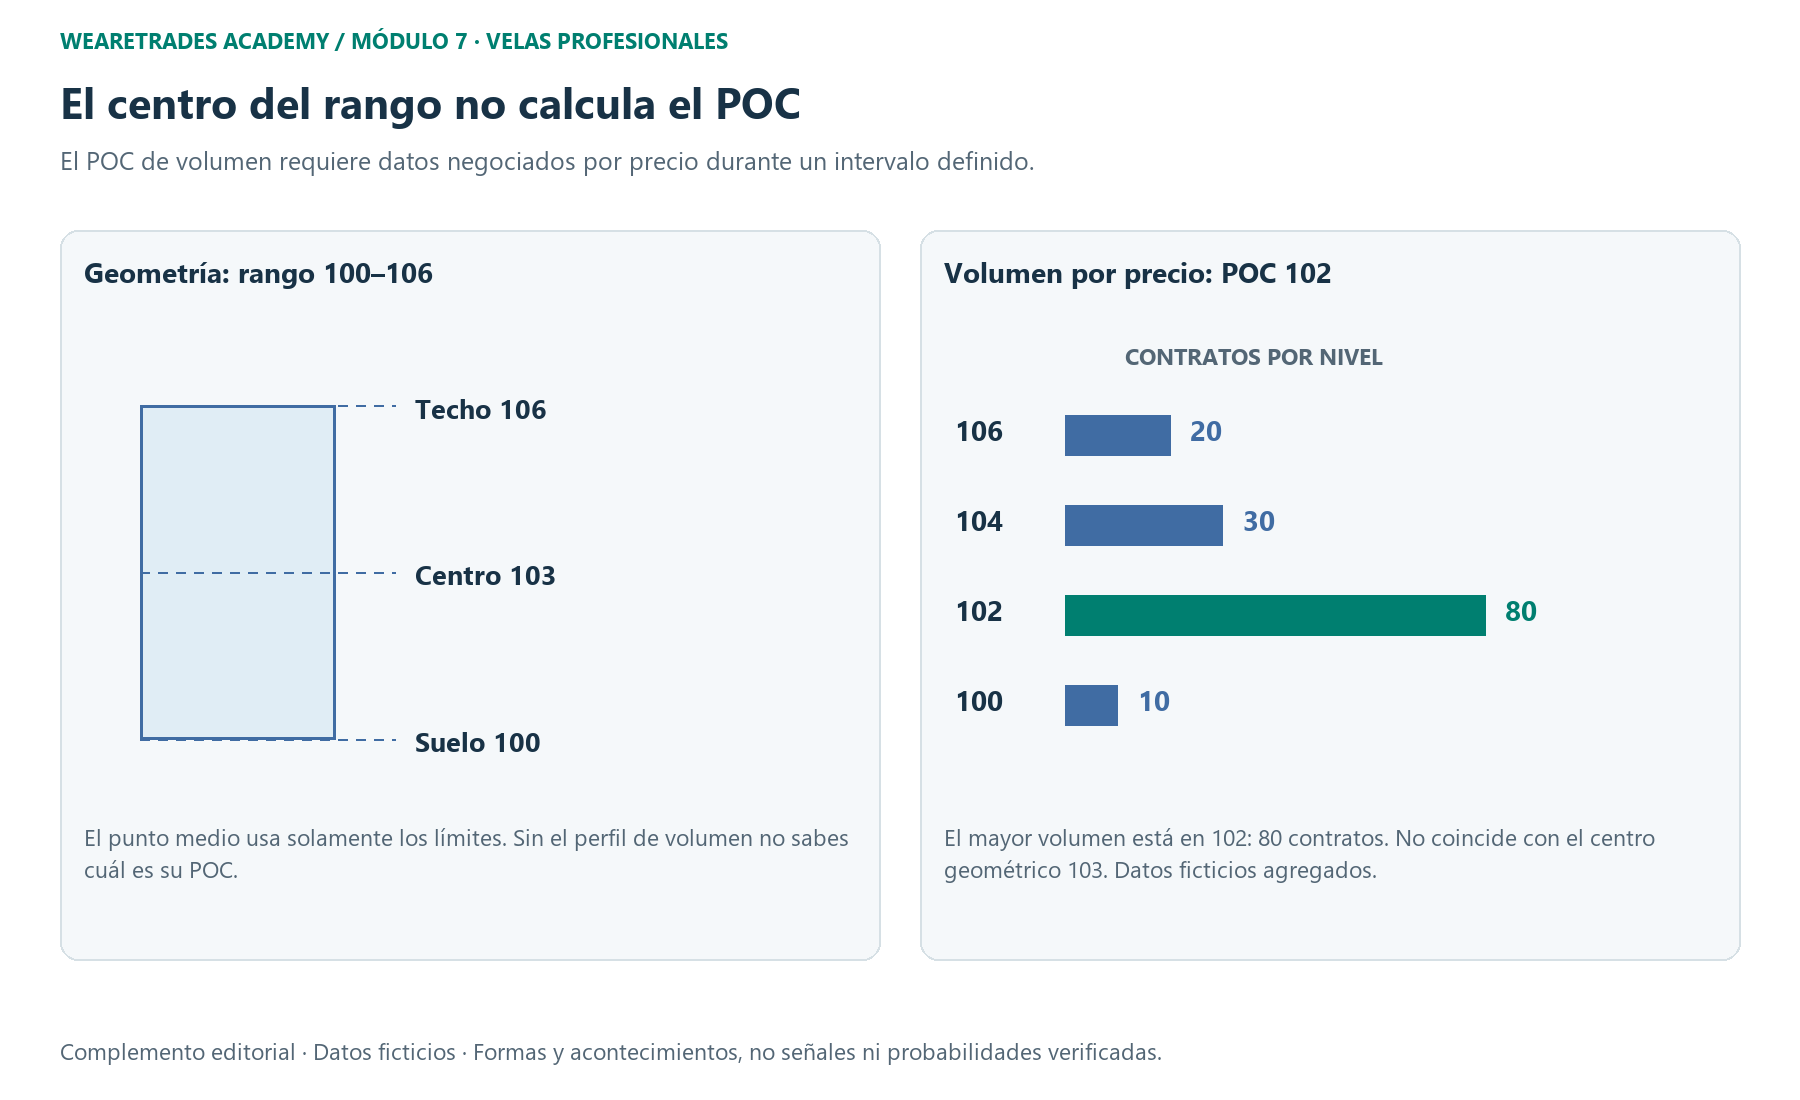 WEARETRADES ACADEMY / MÓDULO 7 · VELAS PROFESIONALES
El centro del rango no calcula el POC
El POC de volumen requiere datos negociados por precio durante un intervalo definido.
Geometría: rango 100–106
Techo 106
Centro 103
Suelo 100
El punto medio usa solamente los límites. Sin el perfil de volumen no sabes
cuál es su POC.
Volumen por precio: POC 102
CONTRATOS POR NIVEL
106 20
104 30
102 80
100 10
El mayor volumen está en 102: 80 contratos. No coincide con el centro
geométrico 103. Datos ficticios agregados.
Complemento editorial · Datos ficticios · Formas y acontecimientos, no señales ni probabilidades verificadas.